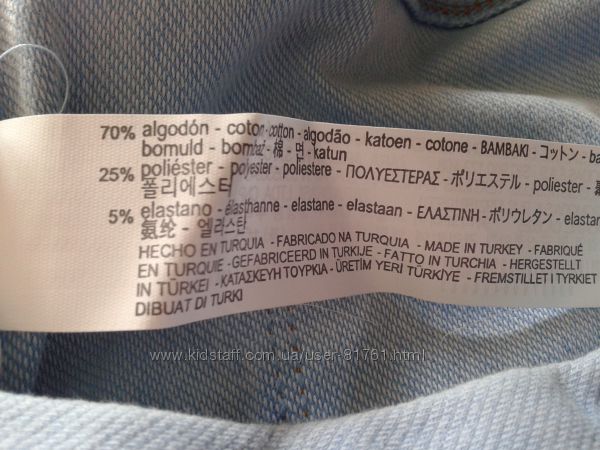 70% algodón - coton - cotton - algodão - katoen - cotone - BAMBAKI - コットン -
bomuld - bombaž - 棉 - 면 - katun
25% poliéster - polyester - poliestere - ΠΟΛΥΕΣΤΕΡΑΣ - ポリエステル - poliester -
폴리에스터
5% elastano - élasthanne - elastane - elastaan - ΕΛΑΣΤΙΝΗ - ポリウレタン -
氨纶 - 엘라스탄
HECHO EN TURQUIA - FABRICADO NA TURQUIA - MADE IN TURKEY - FABRIQUÉ
EN TURQUIE - GEFABRICEERD IN TURKIJE - FATTO IN TURCHIA - HERGESTELLT
IN TÜRKEI - ΚΑΤΑΣΚΕΥΗ ΤΟΥΡΚΙΑ - ÜRETİM YERİ TÜRKİYE - FREMSTILLET I TYRKIET
DIBUAT DI TURKI
www.kidstaff.com.ua/user-81761.html